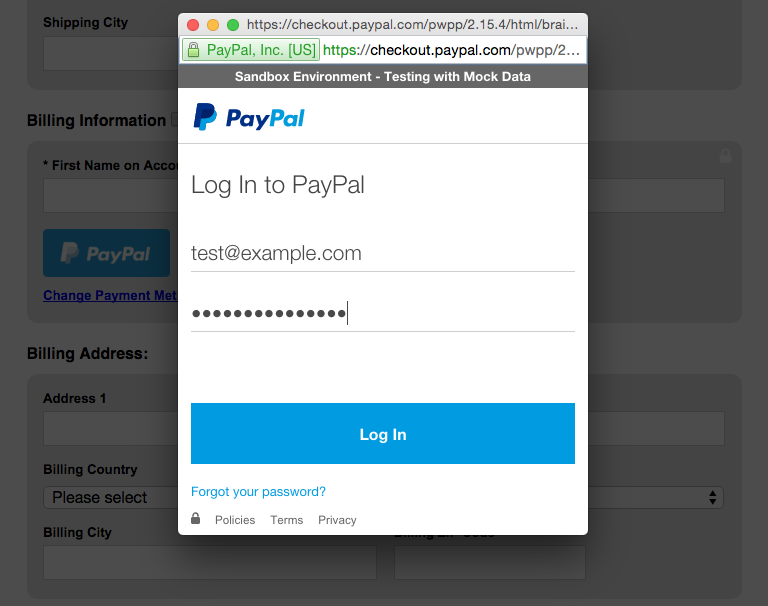 Shipping City
https://checkout.paypal.com/pwpp/2.15.4/html/brai...
PayPal, Inc. [US] https://checkout.paypal.com/pwpp/2...
Sandbox Environment - Testing with Mock Data
PayPal
Billing Information
* First Name on Accou
Log In to PayPal
PayPal
test@example.com
Change Payment Met
Billing Address:
Address 1
Log In
Billing Country
Please select
Forgot your password?
Policies Terms Privacy
Billing City